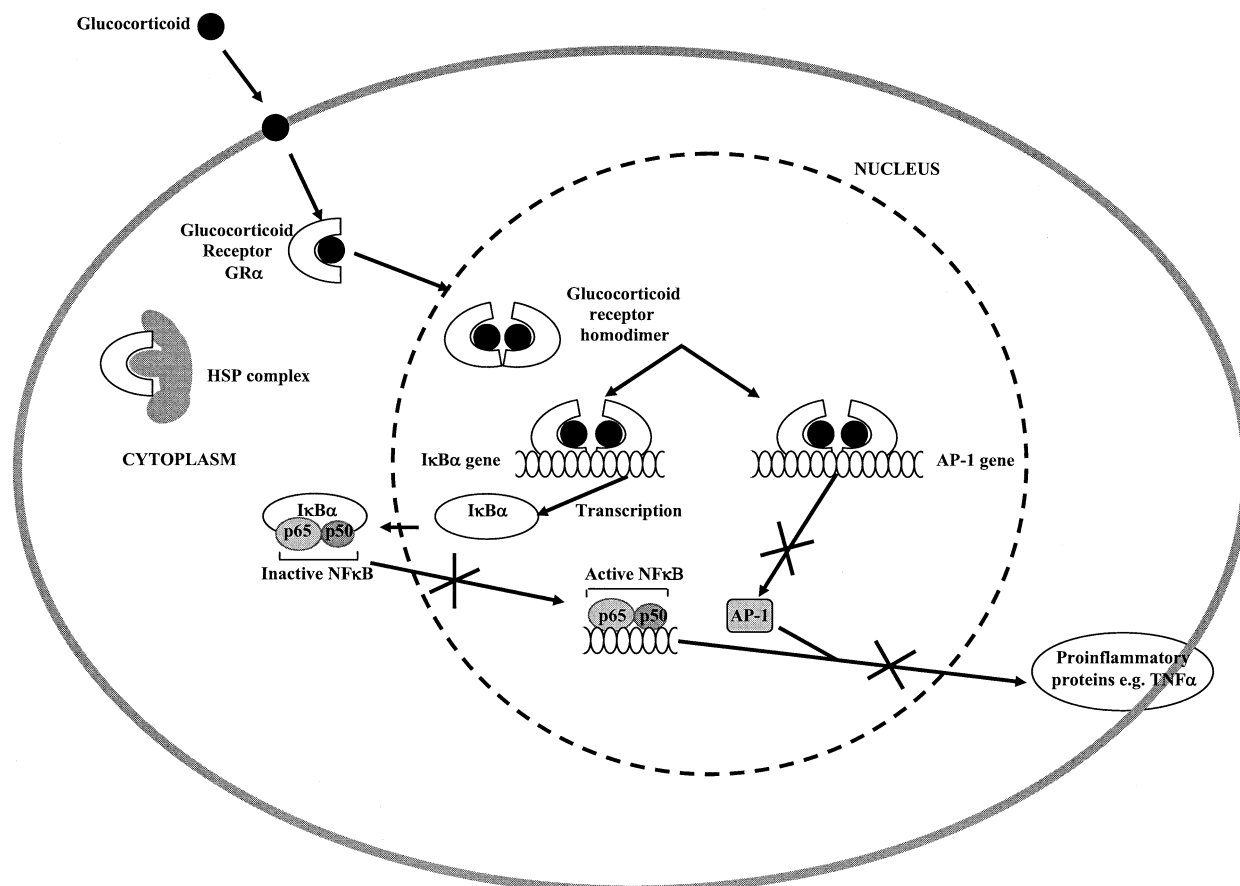 Glucocorticoid
NUCLEUS
Glucocorticoid
Receptor
GRα
Glucocorticoid
receptor
homodimer
HSP complex
CYTOPLASM
IκBα gene
AP-1 gene
IκBα
p65 p50
IκBα
Transcription
Inactive NFκB
Active NFκB
p65 p50
AP-1
Proinflammatory
proteins e.g. TNFα